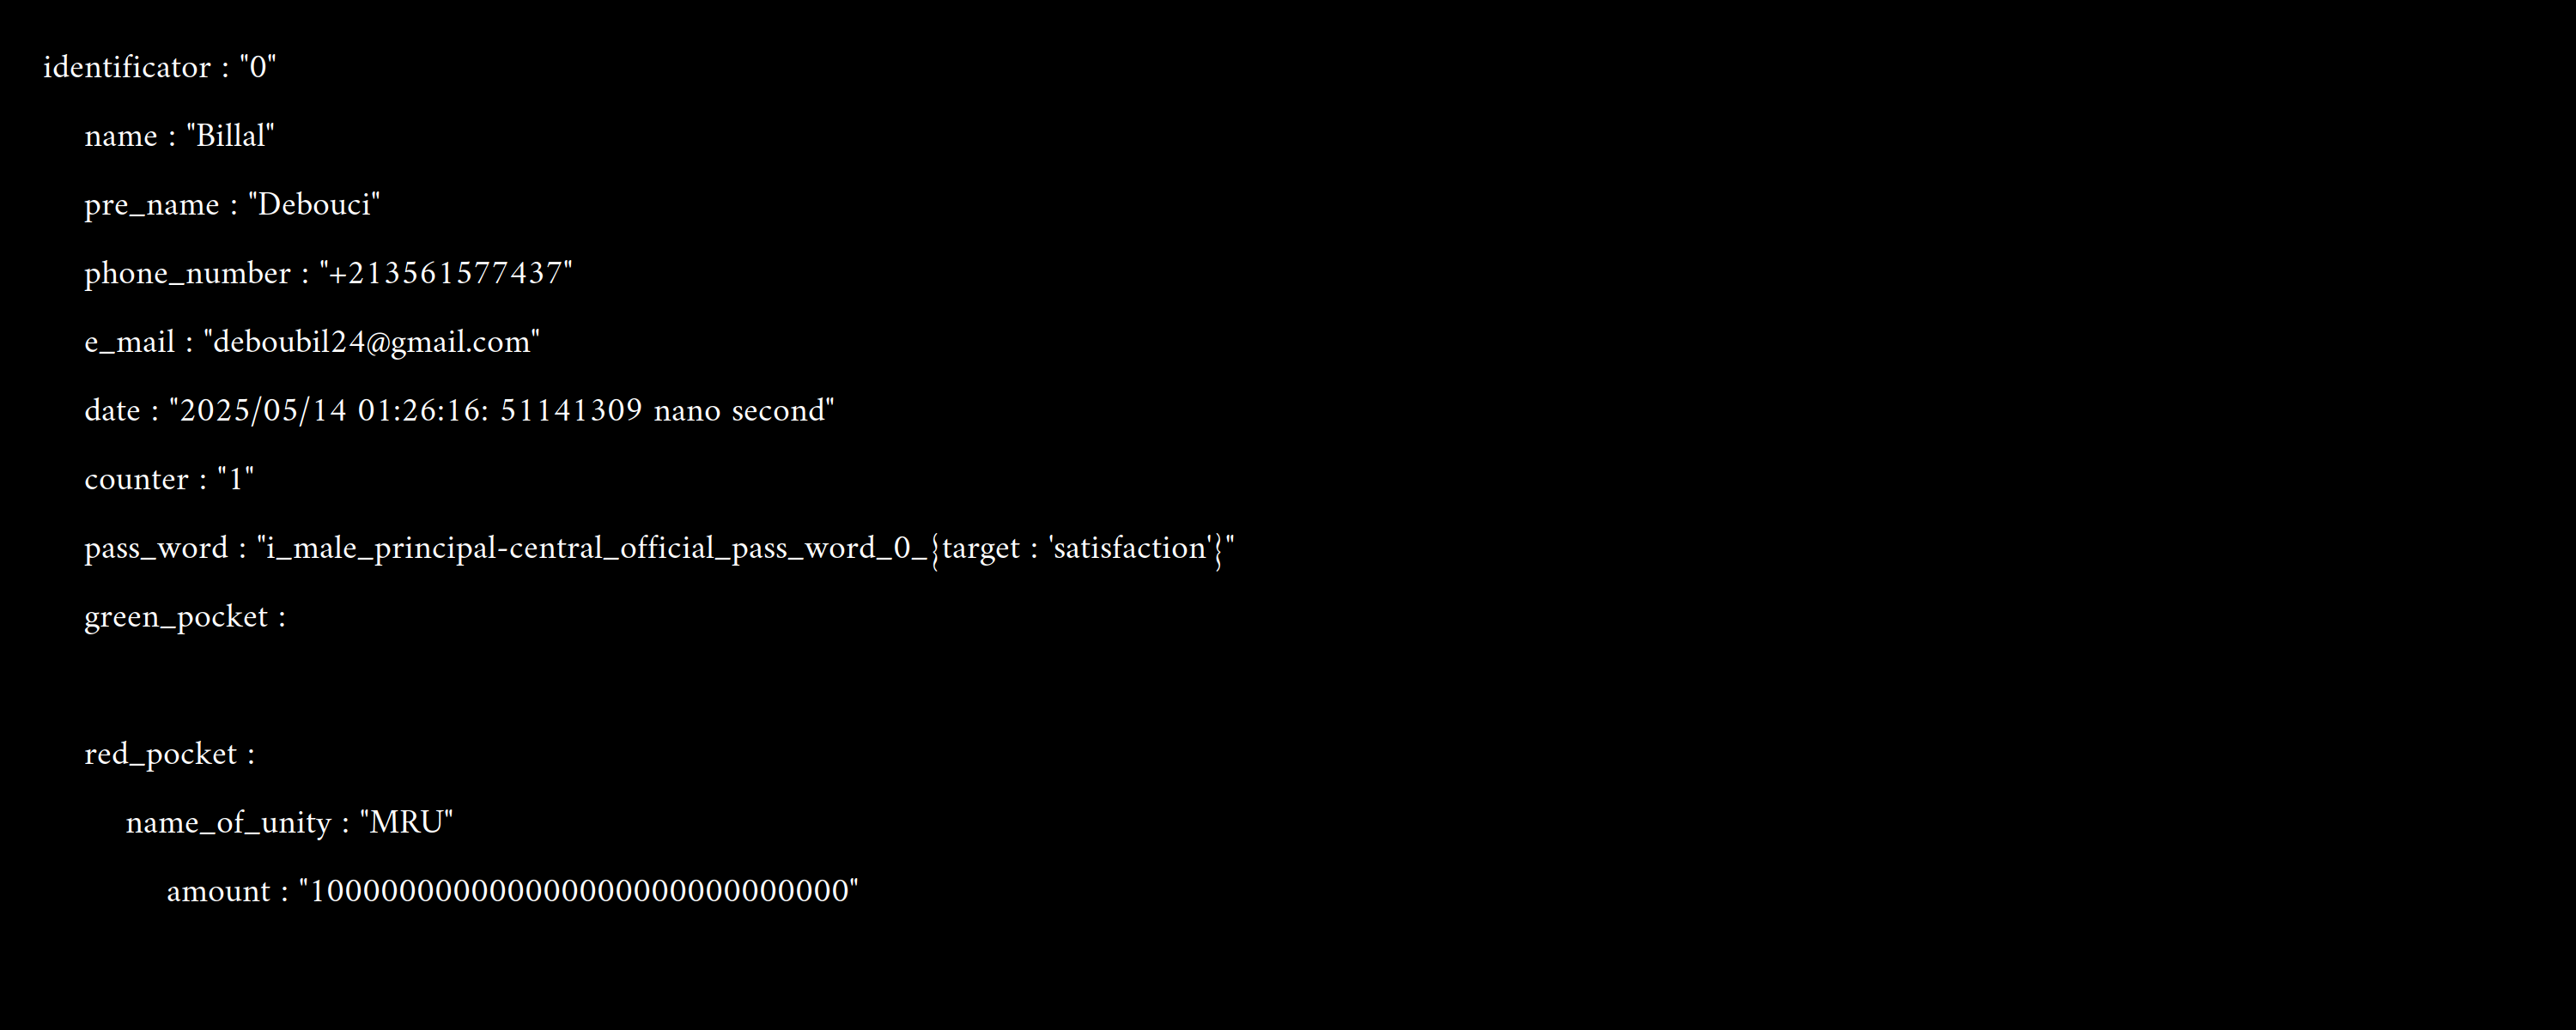 identificator : "0"
name : "Billal"
pre_name : "Debouci"
phone_number : "+213561577437"
e_mail : "deboubil24@gmail.com"
date : "2025/05/14 01:26:16: 51141309 nano second"
counter : "1"
pass_word : "i_male_principal-central_official_pass_word_0_{target : 'satisfaction'}"
green_pocket :
red_pocket :
name_of_unity : "MRU"
amount : "100000000000000000000000000000"